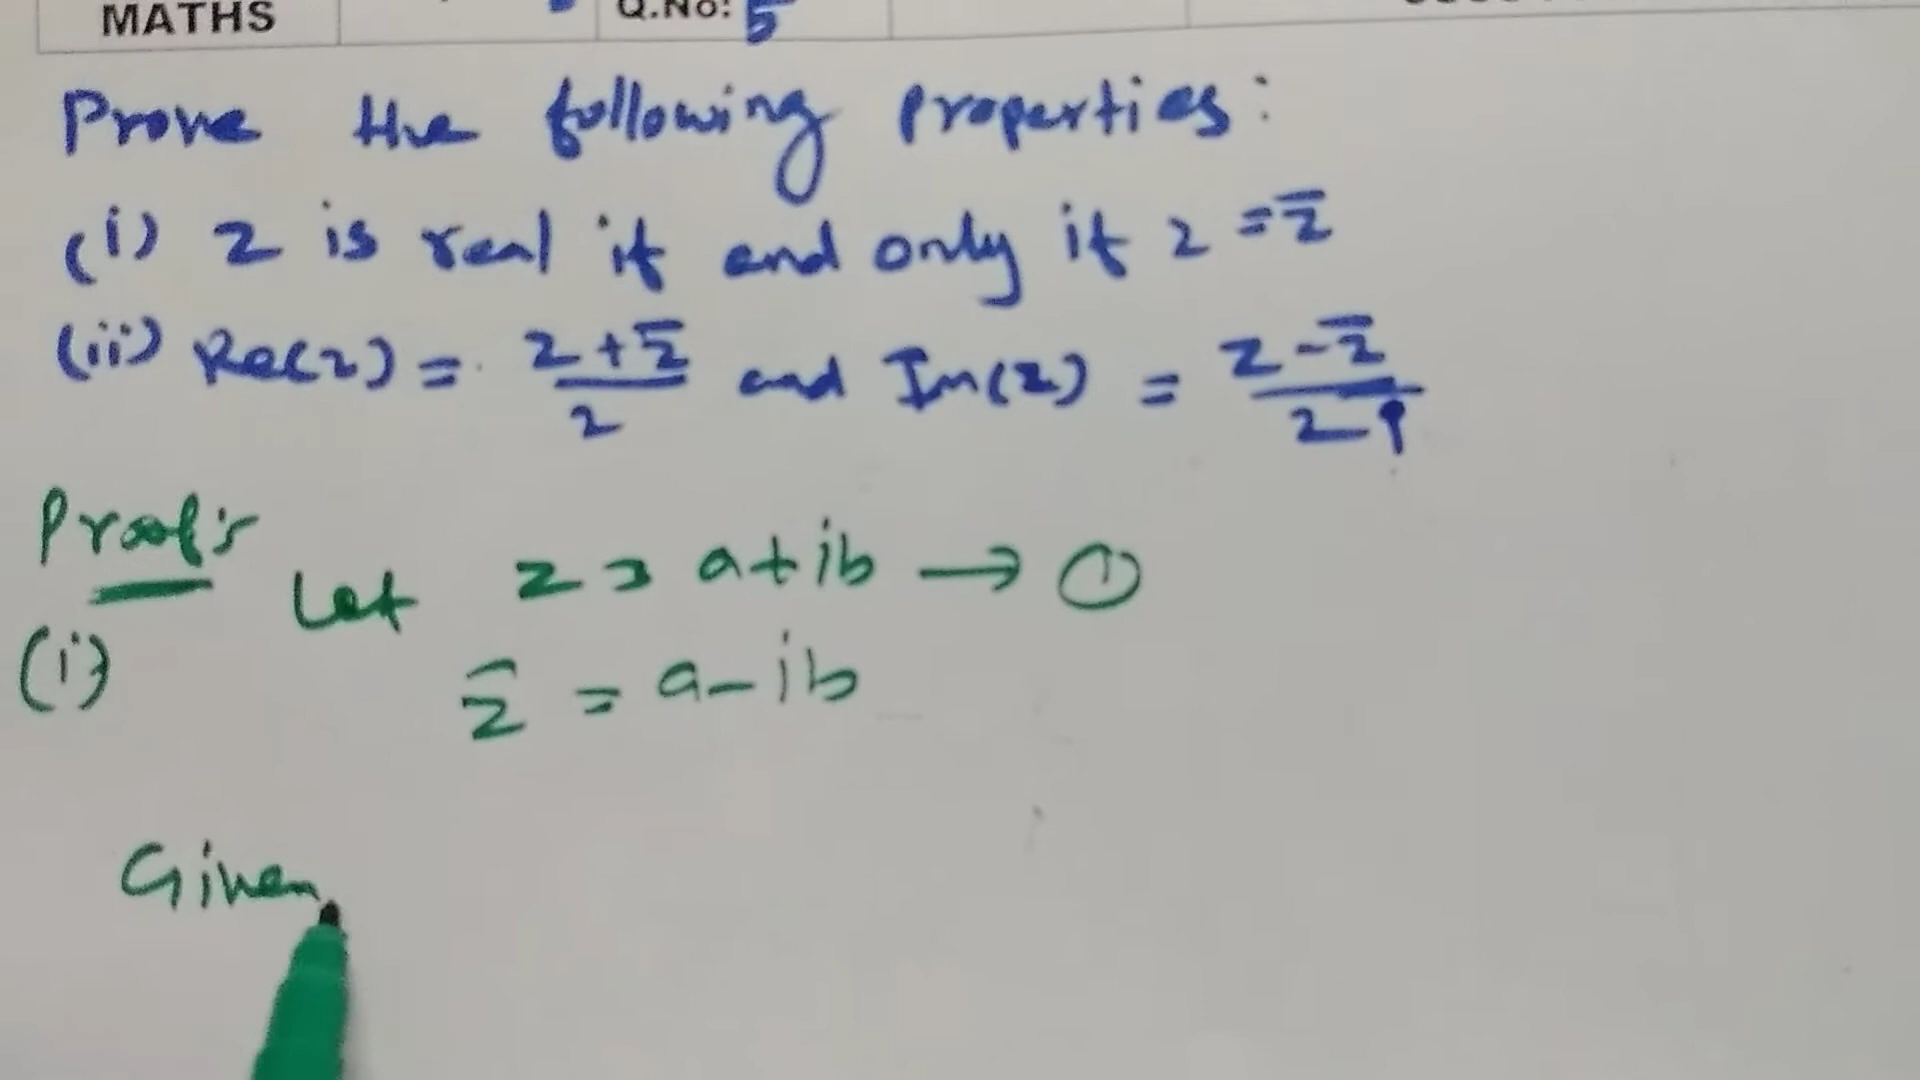 MATHS Q.No: 5
Prove the following properties:
(i) z is real if and only if z = z̅
(ii) Re(z) = z + z̅ / 2 and Im(z) = z - z̅ / 2i
Proof:
Let z = a + ib → ①
(i)
z̅ = a - ib
Given